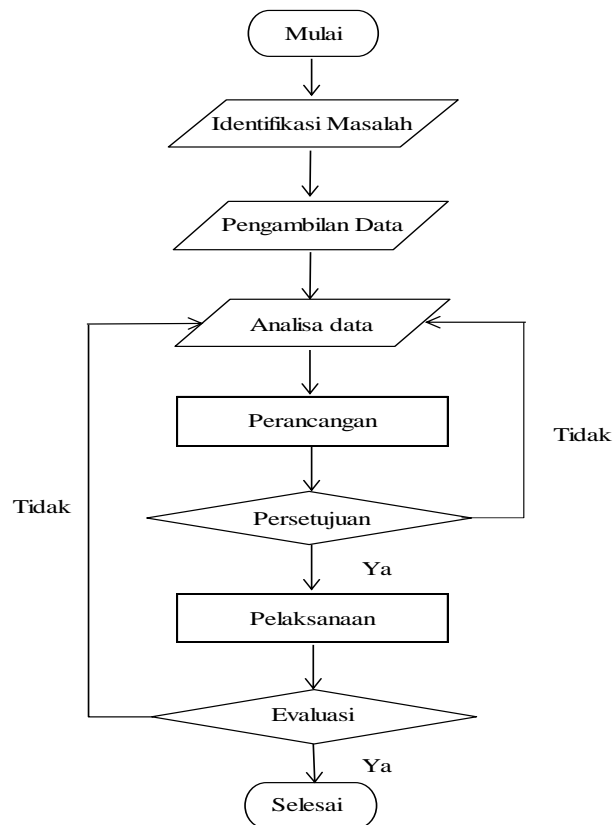 Mulai
Identifikasi Masalah
Pengambilan Data
Analisa data
Perancangan
Tidak
Tidak
Persetujuan
Ya
Pelaksanaan
Evaluasi
Ya
Selesai